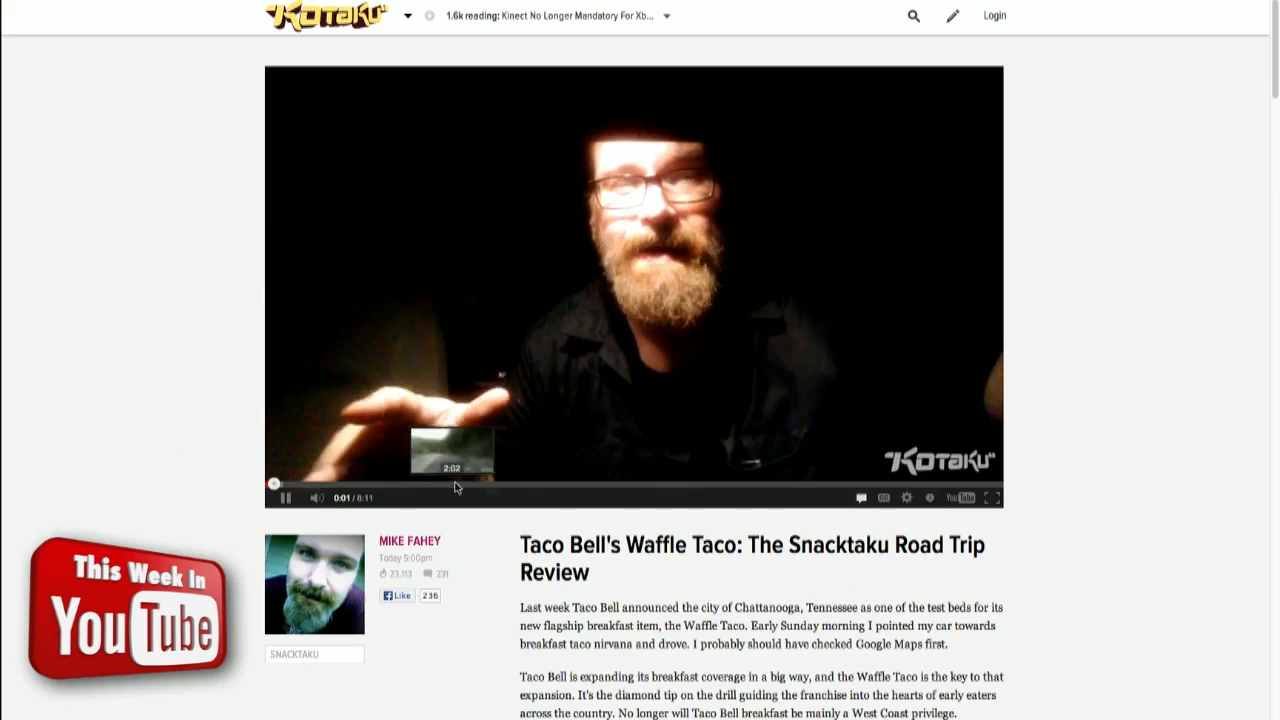 KOTAKU
1.6k reading: Kinect No Longer Mandatory For Xb...
Login
KOTAKU
2:02
0:01 / 8:11
CC
YouTube
MIKE FAHEY
Today 5:00pm
23,113
231
Like
236
SNACKTAKU
Taco Bell's Waffle Taco: The Snacktaku Road Trip
Review
Last week Taco Bell announced the city of Chattanooga, Tennessee as one of the test beds for its
new flagship breakfast item, the Waffle Taco. Early Sunday morning I pointed my car towards
breakfast taco nirvana and drove. I probably should have checked Google Maps first.
Taco Bell is expanding its breakfast coverage in a big way, and the Waffle Taco is the key to that
expansion. It's the diamond tip on the drill guiding the franchise into the hearts of early eaters
across the country. No longer will Taco Bell breakfast be mainly a West Coast privilege.
This Week In
YouTube